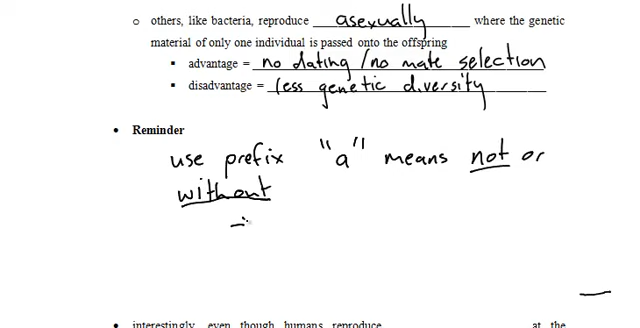 o others, like bacteria, reproduce asexually where the genetic
material of only one individual is passed onto the offspring
▪ advantage = no dating / no mate selection
▪ disadvantage = less genetic diversity
• Reminder
use prefix "a" means not or
without
• interestingly, even though humans reproduce ____ at the